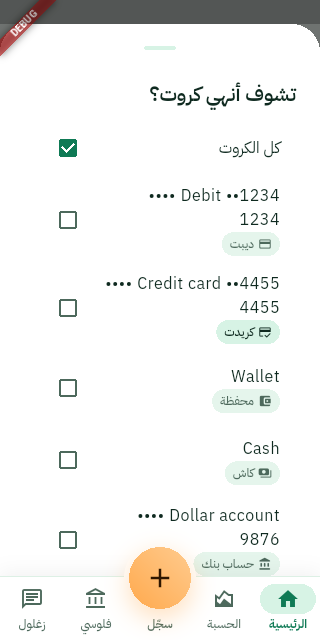 DEBUG
تشوف أنهي كروت؟
كل الكروت
Debit ••1234 ••••
1234
ديبت
Credit card ••4455 ••••
4455
كريدت
Wallet
محفظة
Cash
كاش
Dollar account ••••
9876
حساب بنك
الرئيسية
الحسبة
سجّل
فلوسي
زغلول